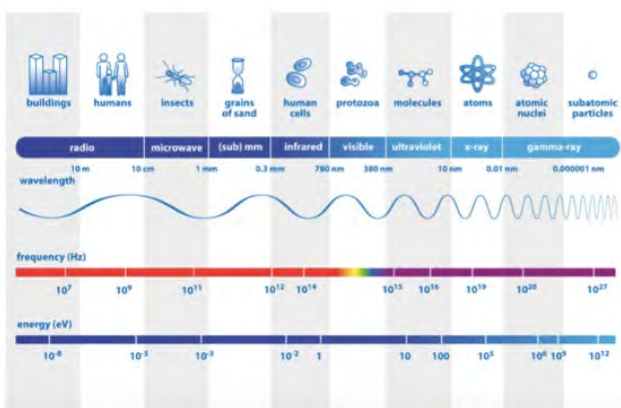 buildings humans insects grains of sand human cells protozoa molecules atoms atomic nuclei subatomic particles
radio microwave (sub) mm infrared visible ultraviolet x-ray gamma-ray
10 m 10 cm 1 mm 0.3 mm 780 nm 380 nm 10 nm 0.01 nm 0.000001 nm
wavelength
frequency (Hz)
10⁷ 10⁹ 10¹¹ 10¹² 10¹⁴ 10¹⁵ 10¹⁶ 10¹⁹ 10²⁰ 10²⁷
energy (eV)
10⁻⁸ 10⁻⁵ 10⁻³ 10⁻² 1 10 100 10⁵ 10⁸ 10⁹ 10¹²